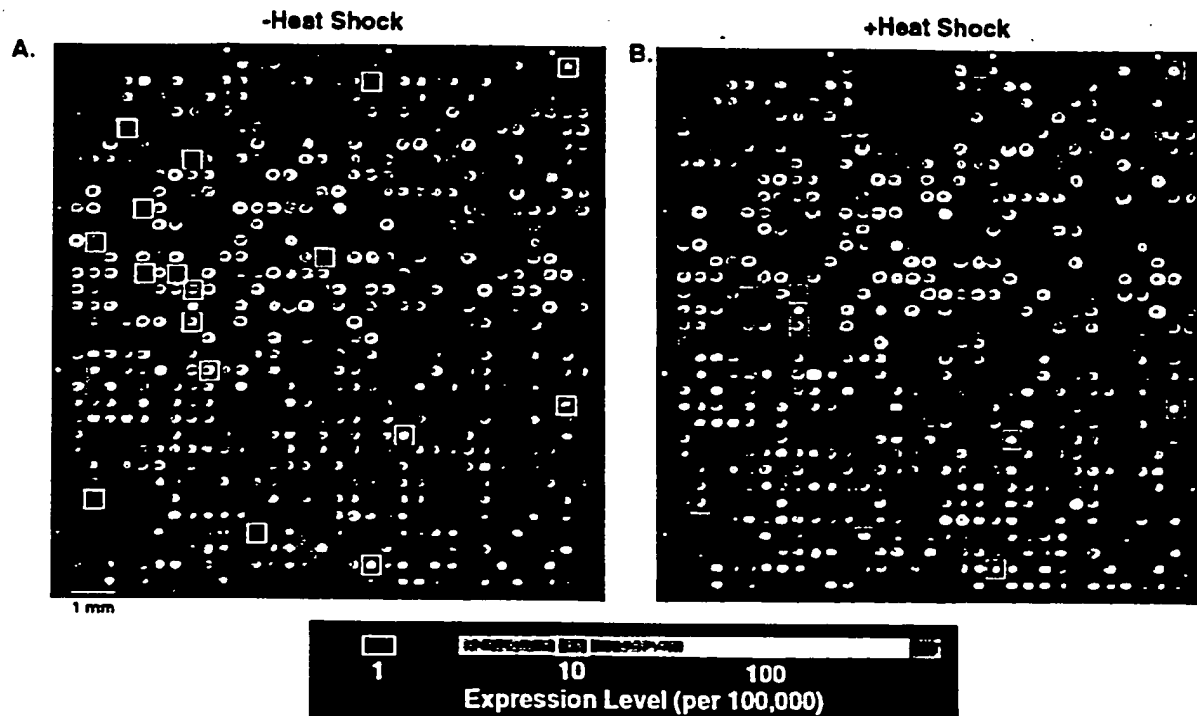 -Heat Shock
+Heat Shock
A.
B.
1 mm
1
10
100
Expression Level (per 100,000)